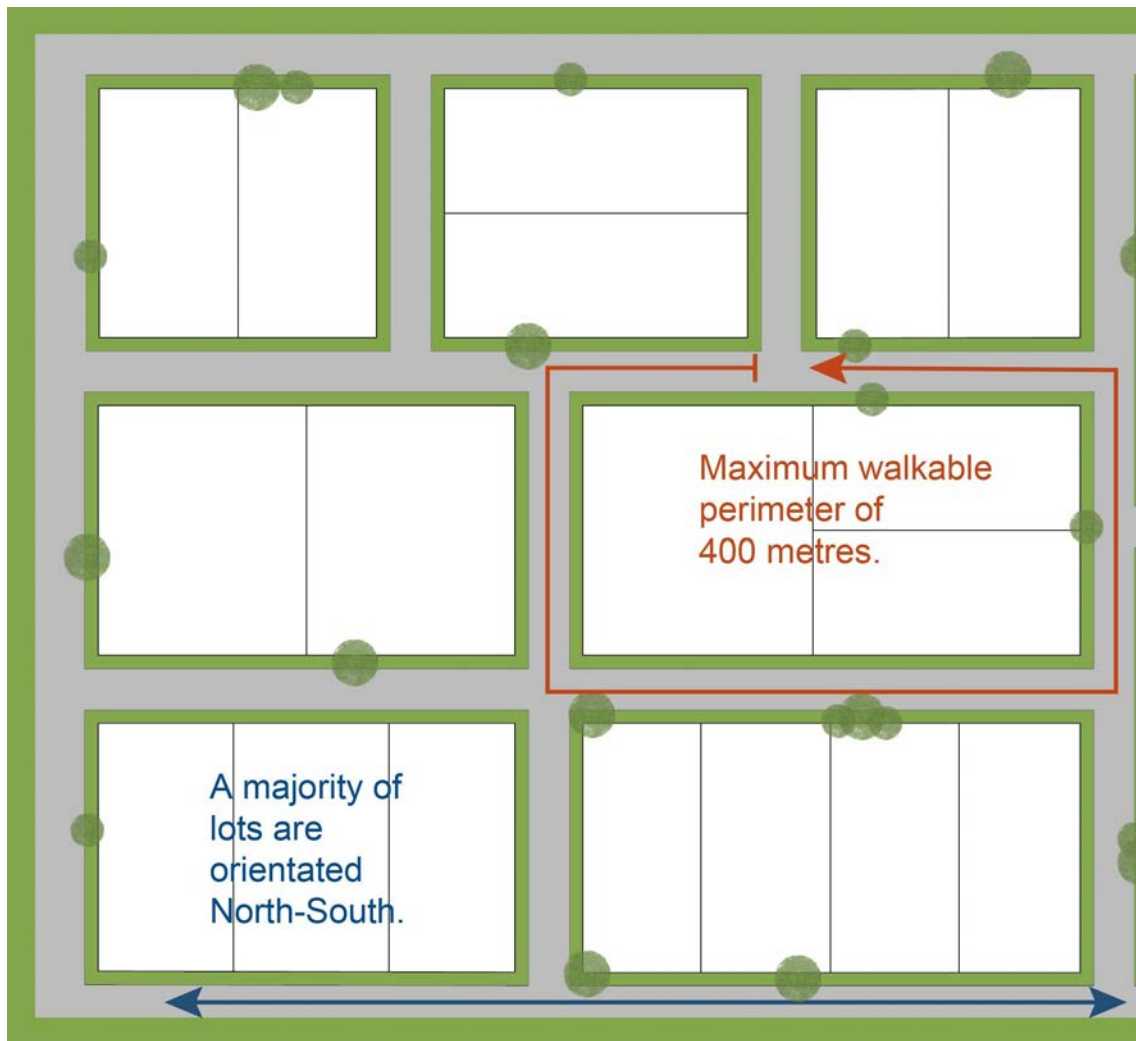 Maximum walkable
perimeter of
400 metres.
A majority of
lots are
orientated
North-South.